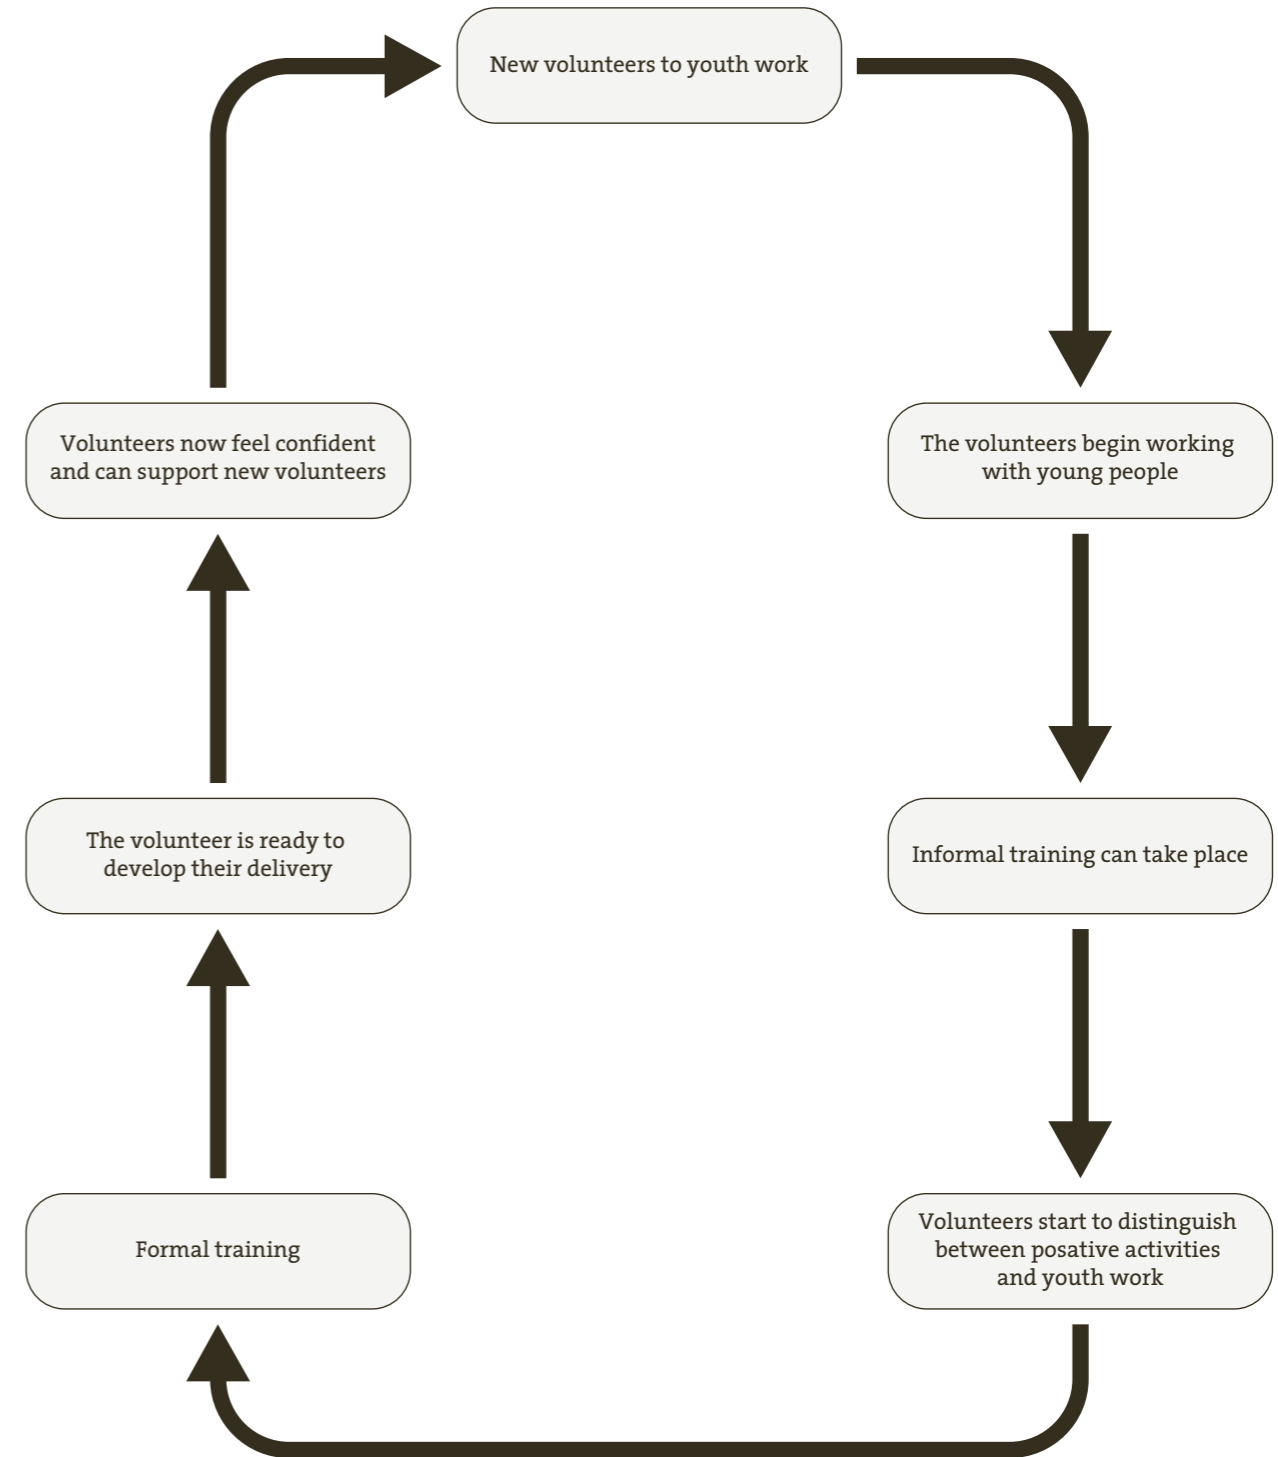 New volunteers to youth work
The volunteers begin working
with young people
Informal training can take place
Volunteers start to distinguish
between posative activities
and youth work
Formal training
The volunteer is ready to
develop their delivery
Volunteers now feel confident
and can support new volunteers